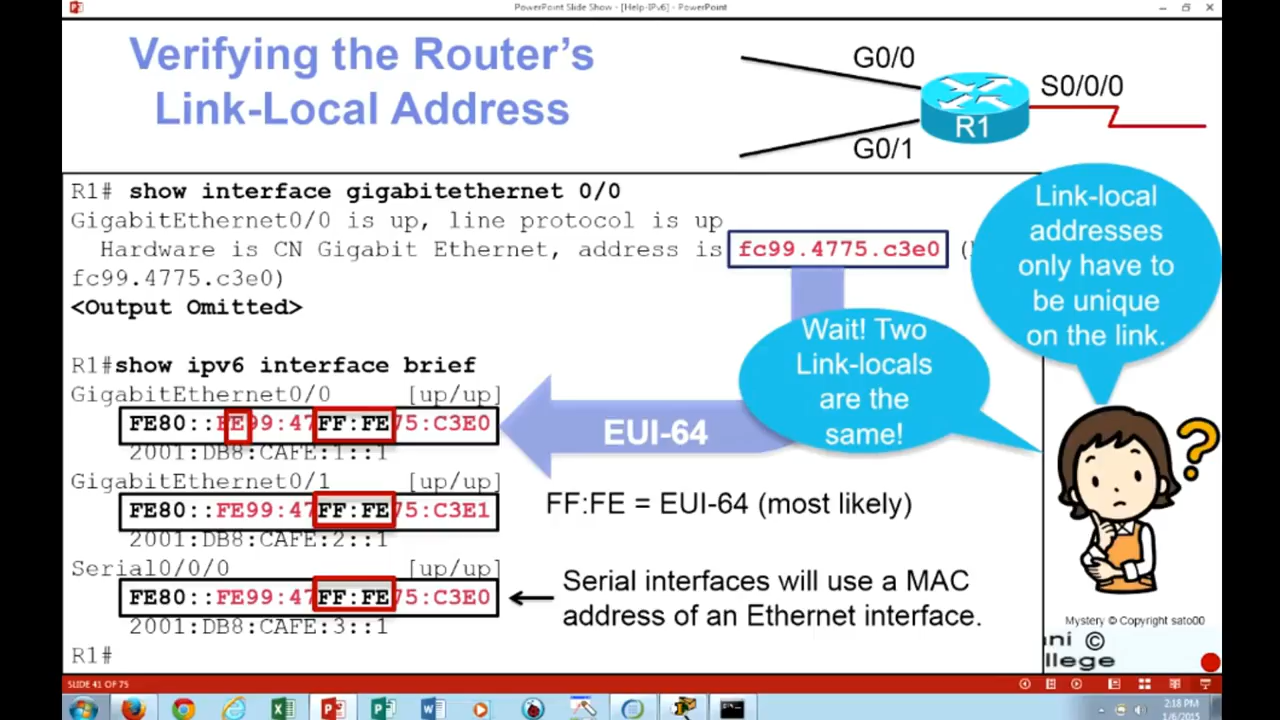 PowerPoint Slide Show - [Help-IPv6] - PowerPoint
Verifying the Router's
Link-Local Address
G0/0
S0/0/0
R1
G0/1
R1# show interface gigabitethernet 0/0
GigabitEthernet0/0 is up, line protocol is up
Hardware is CN Gigabit Ethernet, address is fc99.4775.c3e0 (
fc99.4775.c3e0)
<Output Omitted>
Link-local
addresses
only have to
be unique
on the link.
Wait! Two
Link-locals
are the
same!
R1#show ipv6 interface brief
GigabitEthernet0/0 [up/up]
FE80::FE99:47FF:FE75:C3E0
2001:DB8:CAFE:1::1
EUI-64
GigabitEthernet0/1 [up/up]
FE80::FE99:47FF:FE75:C3E1
2001:DB8:CAFE:2::1
FF:FE = EUI-64 (most likely)
Serial0/0/0 [up/up]
FE80::FE99:47FF:FE75:C3E0
2001:DB8:CAFE:3::1
Serial interfaces will use a MAC
address of an Ethernet interface.
R1#
Mystery © Copyright sato00
ni ©
llege
SLIDE 41 OF 75
2:18 PM
1/6/2015